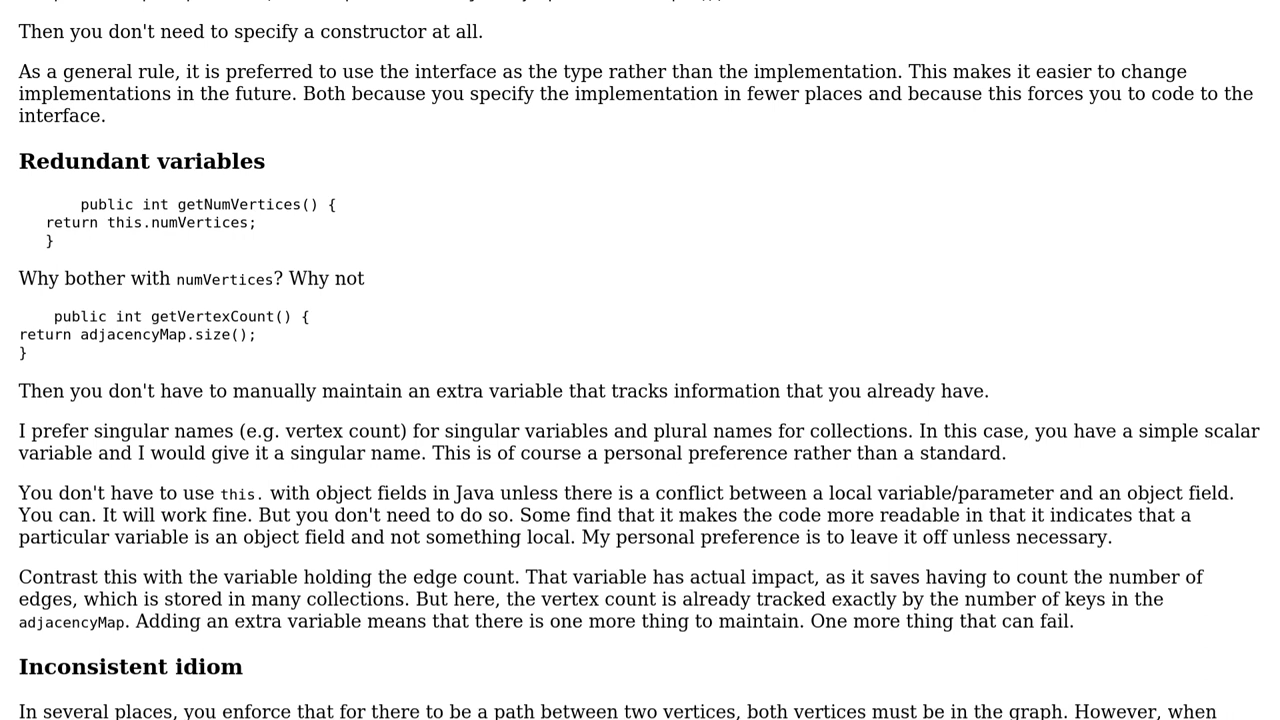 Then you don't need to specify a constructor at all.
As a general rule, it is preferred to use the interface as the type rather than the implementation. This makes it easier to change
implementations in the future. Both because you specify the implementation in fewer places and because this forces you to code to the
interface.
Redundant variables
public int getNumVertices() {
return this.numVertices;
}
Why bother with numVertices? Why not
public int getVertexCount() {
return adjacencyMap.size();
}
Then you don't have to manually maintain an extra variable that tracks information that you already have.
I prefer singular names (e.g. vertex count) for singular variables and plural names for collections. In this case, you have a simple scalar
variable and I would give it a singular name. This is of course a personal preference rather than a standard.
You don't have to use this. with object fields in Java unless there is a conflict between a local variable/parameter and an object field.
You can. It will work fine. But you don't need to do so. Some find that it makes the code more readable in that it indicates that a
particular variable is an object field and not something local. My personal preference is to leave it off unless necessary.
Contrast this with the variable holding the edge count. That variable has actual impact, as it saves having to count the number of
edges, which is stored in many collections. But here, the vertex count is already tracked exactly by the number of keys in the
adjacencyMap. Adding an extra variable means that there is one more thing to maintain. One more thing that can fail.
Inconsistent idiom
In several places, you enforce that for there to be a path between two vertices, both vertices must be in the graph. However, when